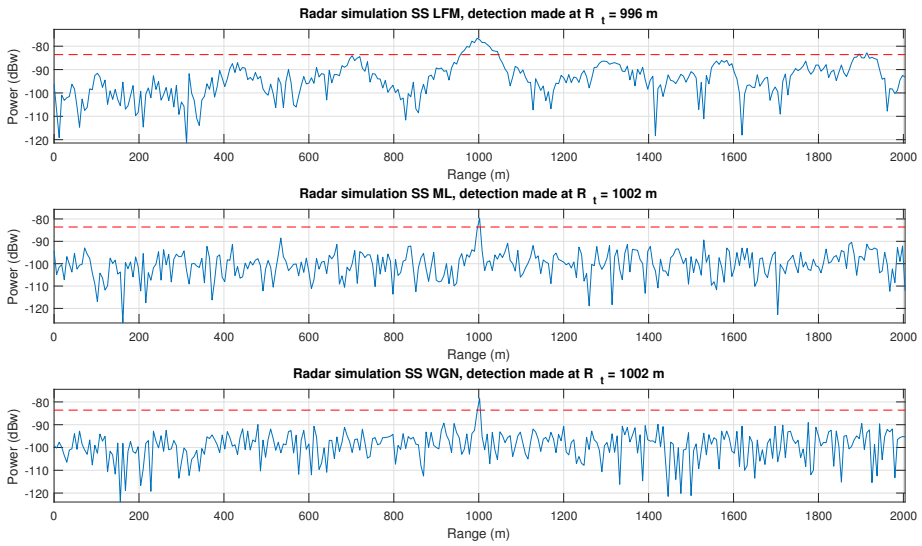 Radar simulation SS LFM, detection made at R t = 996 m
Power (dBw)
-80
-90
-100
-110
-120
0 200 400 600 800 1000 1200 1400 1600 1800 2000
Range (m)
Radar simulation SS ML, detection made at R t = 1002 m
Power (dBw)
-80
-90
-100
-110
-120
0 200 400 600 800 1000 1200 1400 1600 1800 2000
Range (m)
Radar simulation SS WGN, detection made at R t = 1002 m
Power (dBw)
-80
-90
-100
-110
-120
0 200 400 600 800 1000 1200 1400 1600 1800 2000
Range (m)